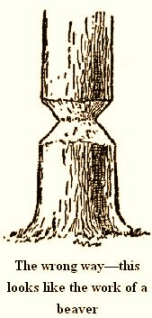 The wrong way—this
looks like the work of a
beaver